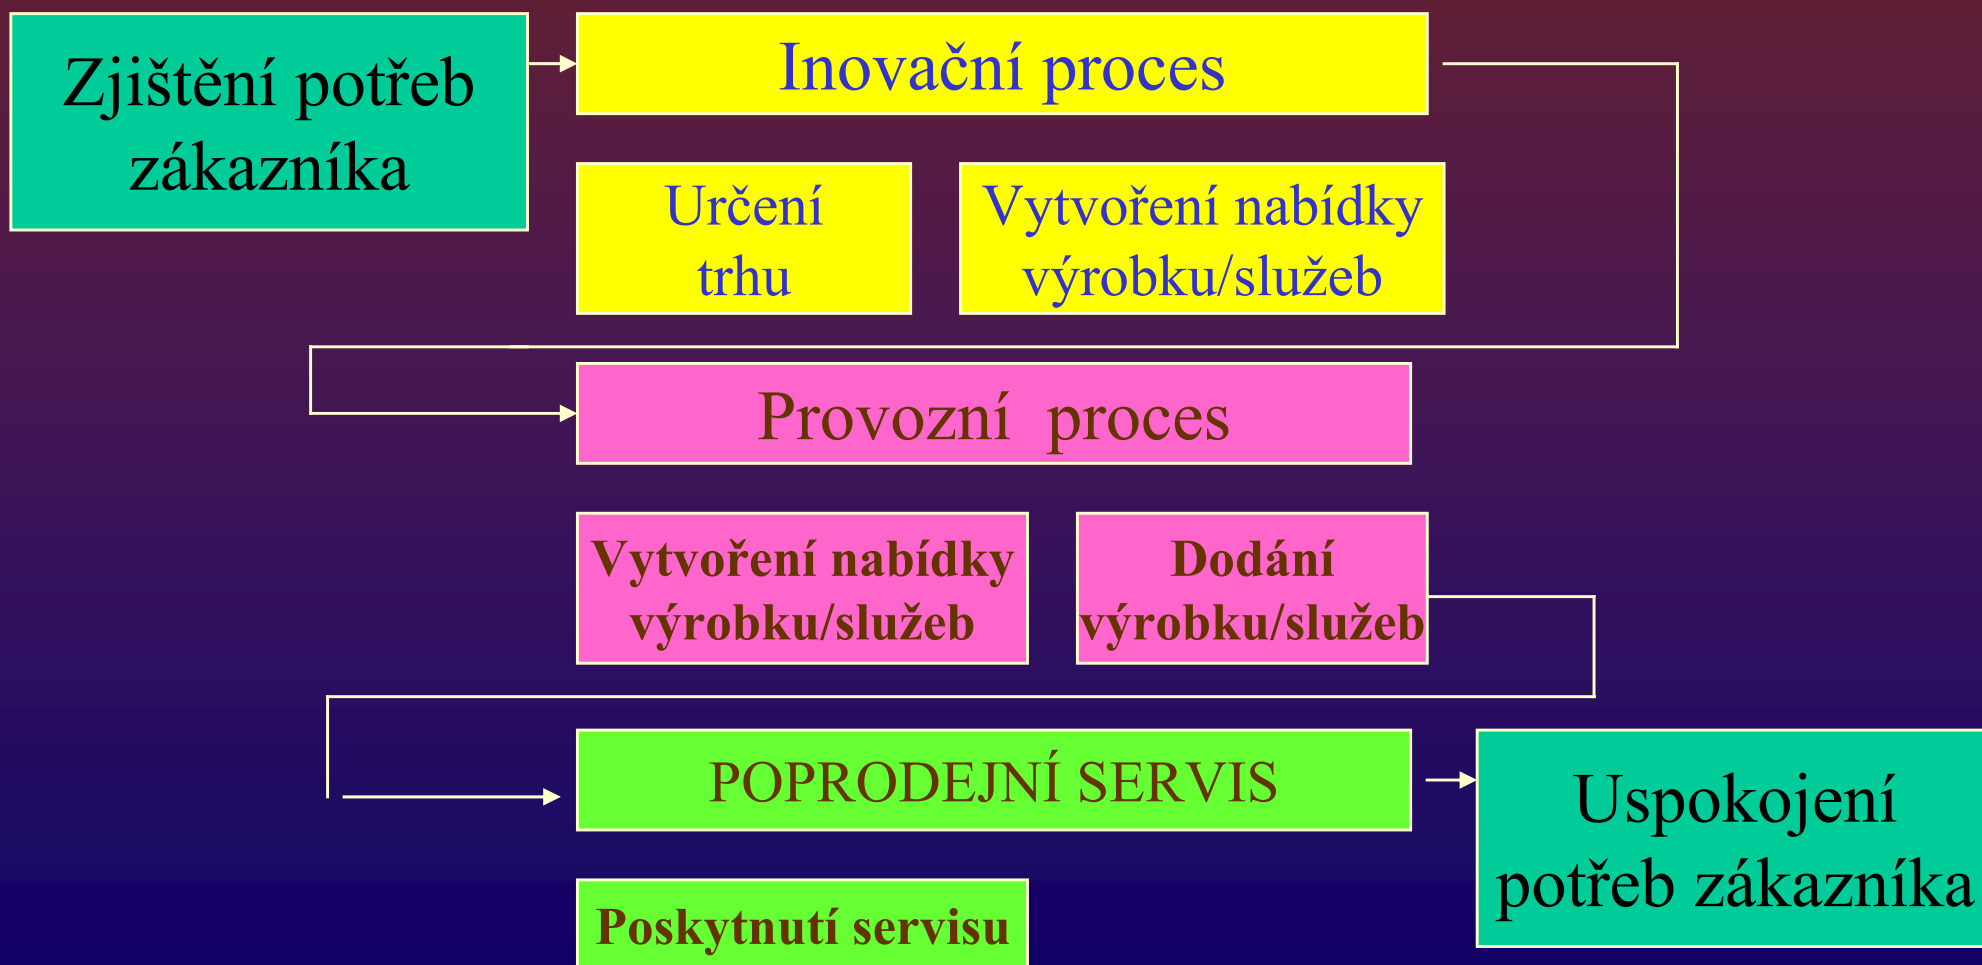 Zjištění potřeb
zákazníka
Inovační proces
Určení
trhu
Vytvoření nabídky
výrobku/služeb
Provozní  proces
Vytvoření nabídky
výrobku/služeb
Dodání
výrobku/služeb
POPRODEJNÍ SERVIS
Uspokojení
potřeb zákazníka
Poskytnutí servisu